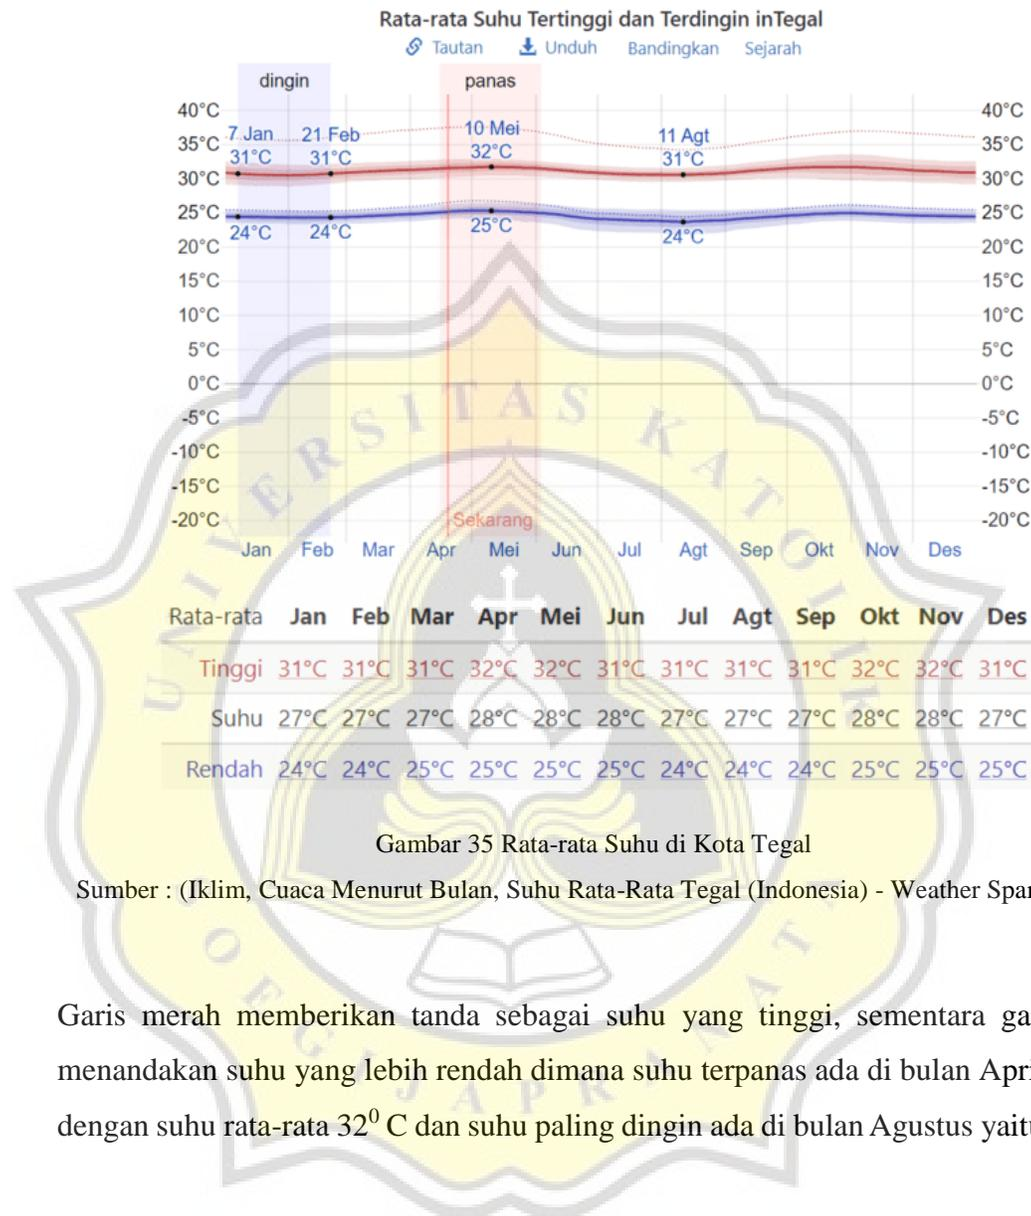 Rata-rata Suhu Tertinggi dan Terdingin inTegal
Tautan Unduh Bandingkan Sejarah
dingin panas
40°C 40°C
7 Jan 21 Feb 10 Mei 11 Agt
35°C 35°C
31°C 31°C 32°C 31°C
30°C 30°C
25°C 25°C
24°C 24°C 25°C 24°C
20°C 20°C
15°C 15°C
10°C 10°C
5°C 5°C
0°C 0°C
-5°C -5°C
-10°C -10°C
-15°C -15°C
-20°C Sekarang -20°C
Jan Feb Mar Apr Mei Jun Jul Agt Sep Okt Nov Des
Rata-rata Jan Feb Mar Apr Mei Jun Jul Agt Sep Okt Nov Des
Tinggi 31°C 31°C 31°C 32°C 32°C 31°C 31°C 31°C 31°C 32°C 32°C 31°C
Suhu 27°C 27°C 27°C 28°C 28°C 28°C 27°C 27°C 27°C 28°C 28°C 27°C
Rendah 24°C 24°C 25°C 25°C 25°C 25°C 24°C 24°C 24°C 25°C 25°C 25°C
Gambar 35 Rata-rata Suhu di Kota Tegal
Sumber : (Iklim, Cuaca Menurut Bulan, Suhu Rata-Rata Tegal (Indonesia) - Weather Spar
Garis merah memberikan tanda sebagai suhu yang tinggi, sementara ga
menandakan suhu yang lebih rendah dimana suhu terpanas ada di bulan Apri
dengan suhu rata-rata 32⁰ C dan suhu paling dingin ada di bulan Agustus yaitu
UNIVERSITAS KATOLIK
SOEGIJAPRANATA